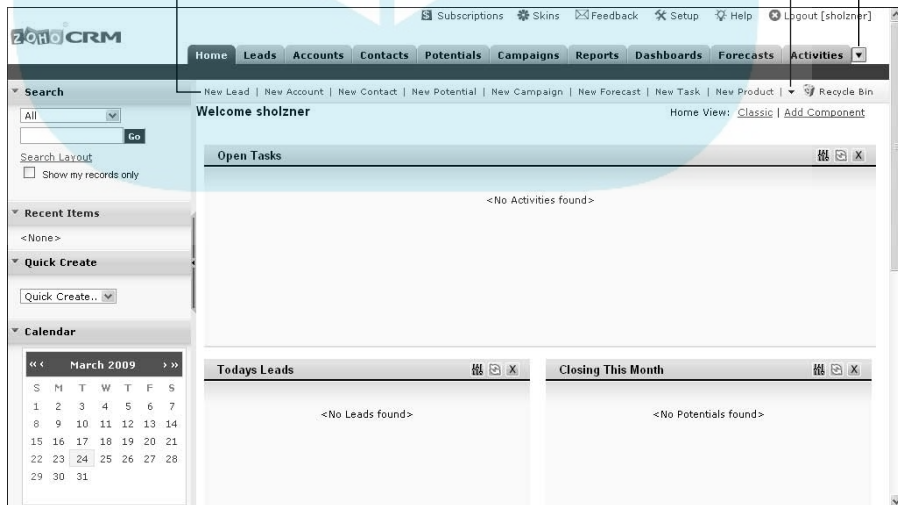 Subscriptions Skins Feedback Setup Help Logout [sholzner]
ZOHO CRM
Home Leads Accounts Contacts Potentials Campaigns Reports Dashboards Forecasts Activities
Search
New Lead | New Account | New Contact | New Potential | New Campaign | New Forecast | New Task | New Product | Recycle Bin
All
Welcome sholzner
Home View: Classic | Add Component
Go
Search Layout
Show my records only
Open Tasks
X
<No Activities found>
Recent Items
<None>
Quick Create
Quick Create..
Calendar
« ‹ March 2009 › »
S M T W T F S
1 2 3 4 5 6 7
8 9 10 11 12 13 14
15 16 17 18 19 20 21
22 23 24 25 26 27 28
29 30 31
Todays Leads
X
<No Leads found>
Closing This Month
X
<No Potentials found>